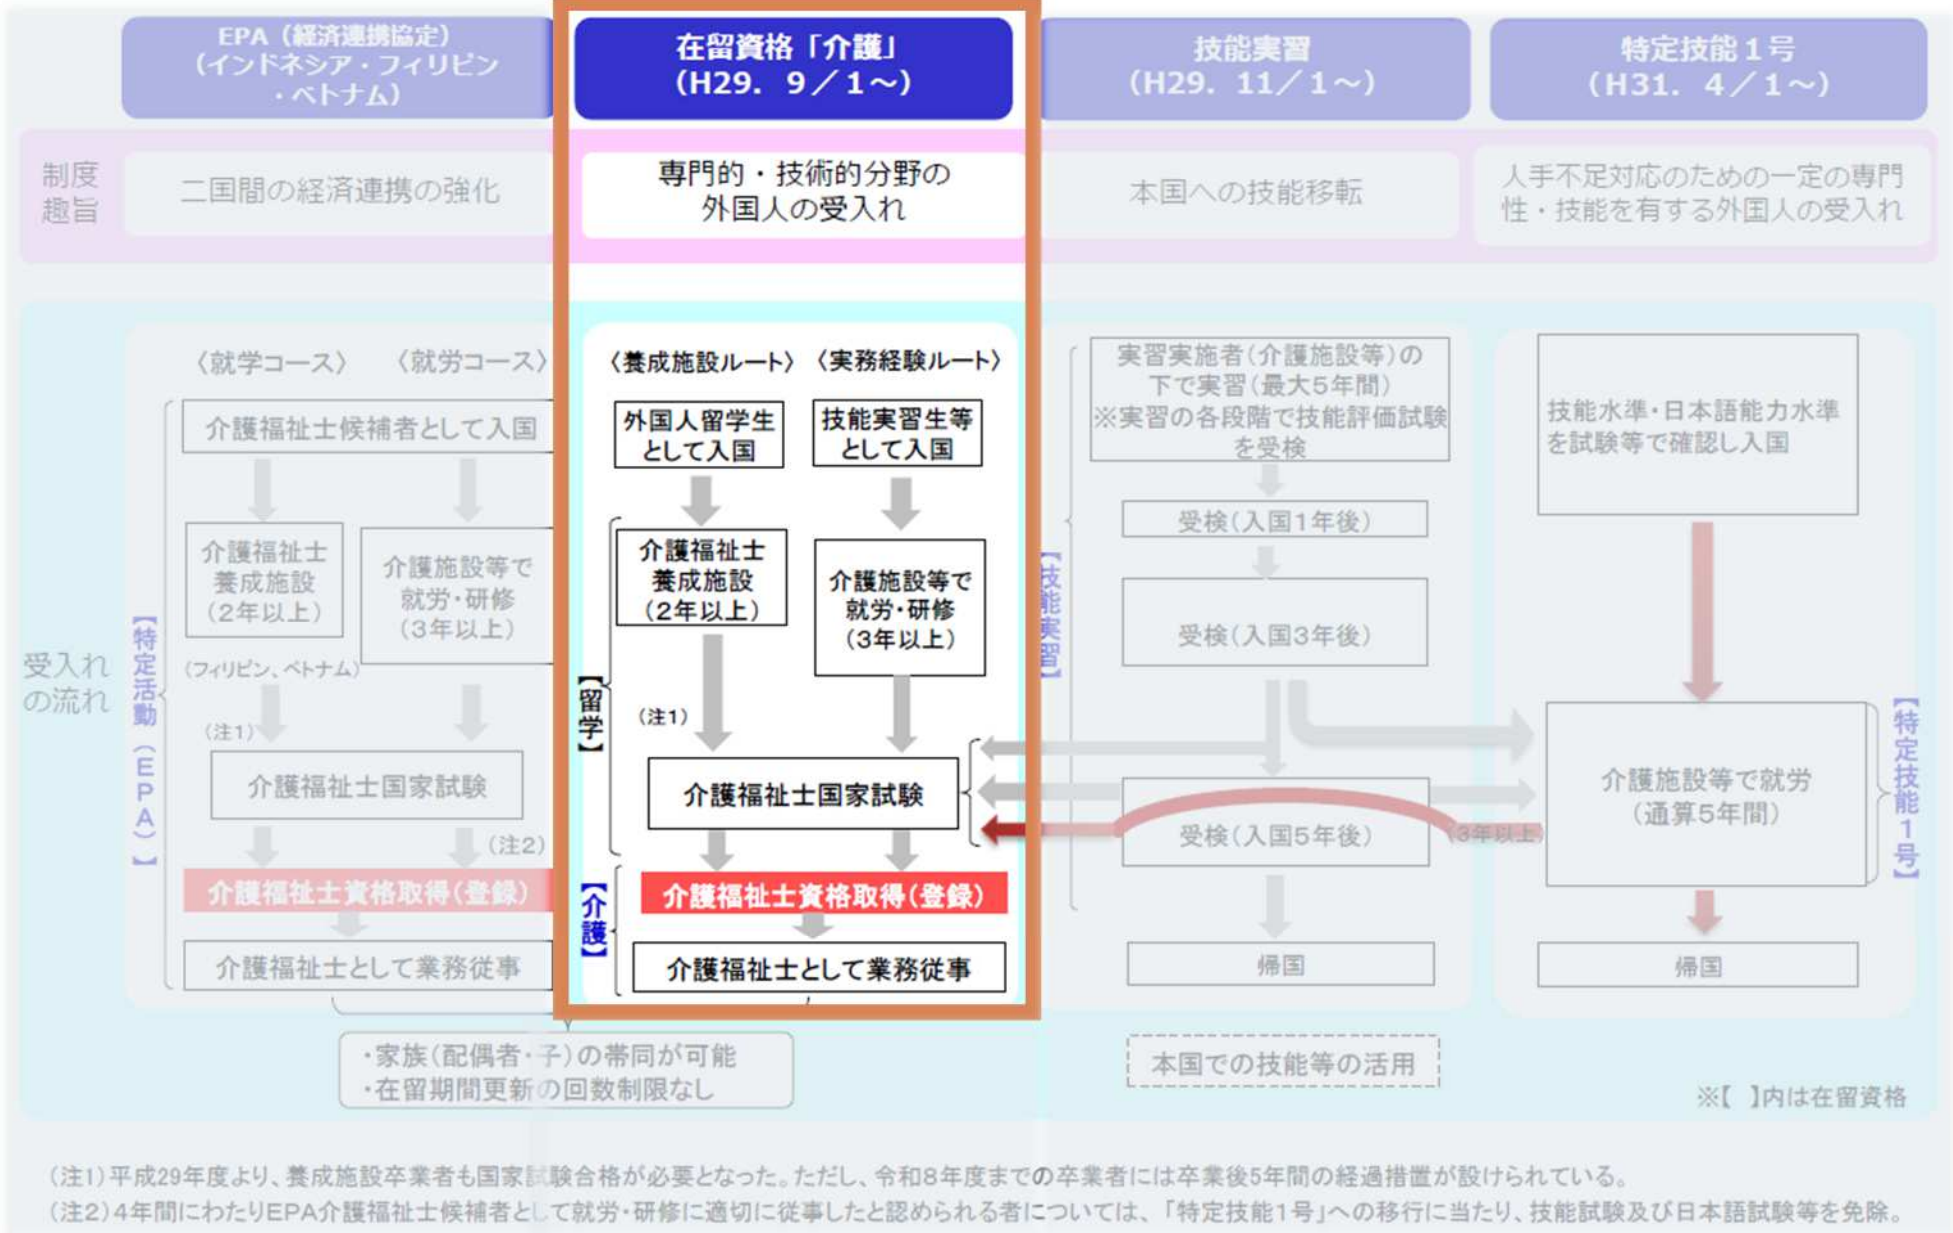 EPA（経済連携協定）
（インドネシア・フィリピン
・ベトナム）
在留資格「介護」
（H29．9／1～）
技能実習
（H29．11／1～）
特定技能１号
（H31．4／1～）
制度
趣旨
二国間の経済連携の強化
専門的・技術的分野の
外国人の受入れ
本国への技能移転
人手不足対応のための一定の専門
性・技能を有する外国人の受入れ
受入れ
の流れ
〈就学コース〉
〈就労コース〉
【特定活動（EPA）】
介護福祉士候補者として入国
介護福祉士
養成施設
（2年以上）
介護施設等で
就労・研修
（3年以上）
（フィリピン、ベトナム）
（注1）
介護福祉士国家試験
（注2）
介護福祉士資格取得（登録）
介護福祉士として業務従事
〈養成施設ルート〉
〈実務経験ルート〉
外国人留学生
として入国
技能実習生等
として入国
【留学】
介護福祉士
養成施設
（2年以上）
介護施設等で
就労・研修
（3年以上）
（注1）
介護福祉士国家試験
【介護】
介護福祉士資格取得（登録）
介護福祉士として業務従事
【技能実習】
実習実施者（介護施設等）の
下で実習（最大5年間）
※実習の各段階で技能評価試験
を受検
受検（入国1年後）
受検（入国3年後）
受検（入国5年後）
帰国
技能水準・日本語能力水準
を試験等で確認し入国
（3年以上）
介護施設等で就労
（通算5年間）
【特定技能1号】
帰国
・家族（配偶者・子）の帯同が可能
・在留期間更新の回数制限なし
本国での技能等の活用
※【　】内は在留資格
（注1）平成29年度より、養成施設卒業者も国家試験合格が必要となった。ただし、令和8年度までの卒業者には卒業後5年間の経過措置が設けられている。
（注2）4年間にわたりEPA介護福祉士候補者として就労・研修に適切に従事したと認められる者については、「特定技能1号」への移行に当たり、技能試験及び日本語試験等を免除。